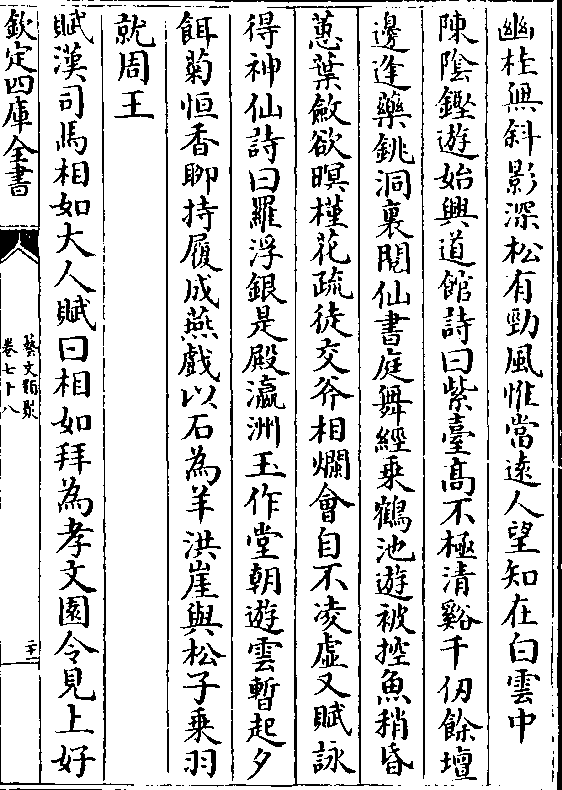 幽桂無斜影深松有勁風惟當遠人望知在白雲中
陳陰鏗遊始興道館詩曰紫臺髙不極清谿千仭餘壇
邊逢藥銚洞裏閱仙書庭舞經乘鶴池遊被控魚稍昏
蕙葉斂欲暝槿花疏徒交斧相爛會自不凌虚又賦詠
得神仙詩曰羅浮銀是殿瀛洲玉作堂朝遊雲暫起夕
餌菊恒香聊持履成燕戲以石為羊洪崖與松子乘羽
就周王
賦漢司馬相如大人賦曰相如拜為孝文園令見上好
欽定四庫全書
藝文類聚
卷七十八